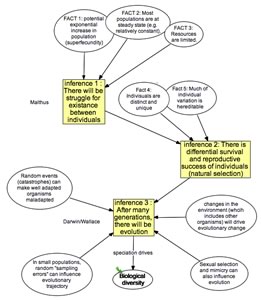 FACT 1: potential
exponential
increase in
population
(superfecundity)
FACT 2: Most
populations are at
steady state (e.g.
relatively constant).
FACT 3:
Resources
are limited.
inference 1 :
There will be
struggle for
existance
between
individuals
Malthus
Fact 4:
Individuals are
distinct and
unique
Fact 5: Much of
individual
variation is
hereditable
inference 2: There is
differential survival
and reproductive
success of individuals
(natural selection)
Random events
(catastrophes) can
make well adapted
organisms
maladapted
Darwin/Wallace
inference 3 :
After many
generations,
there will be
evolution
changes in the
environment (which
includes other
organisms) will drive
evolutionary change
speciation drives
In small populations,
random "sampling
errors" can influence
evolutionary
trajectory
Biological
diversity
Sexual selection
and mimicry can
also influence
evolution